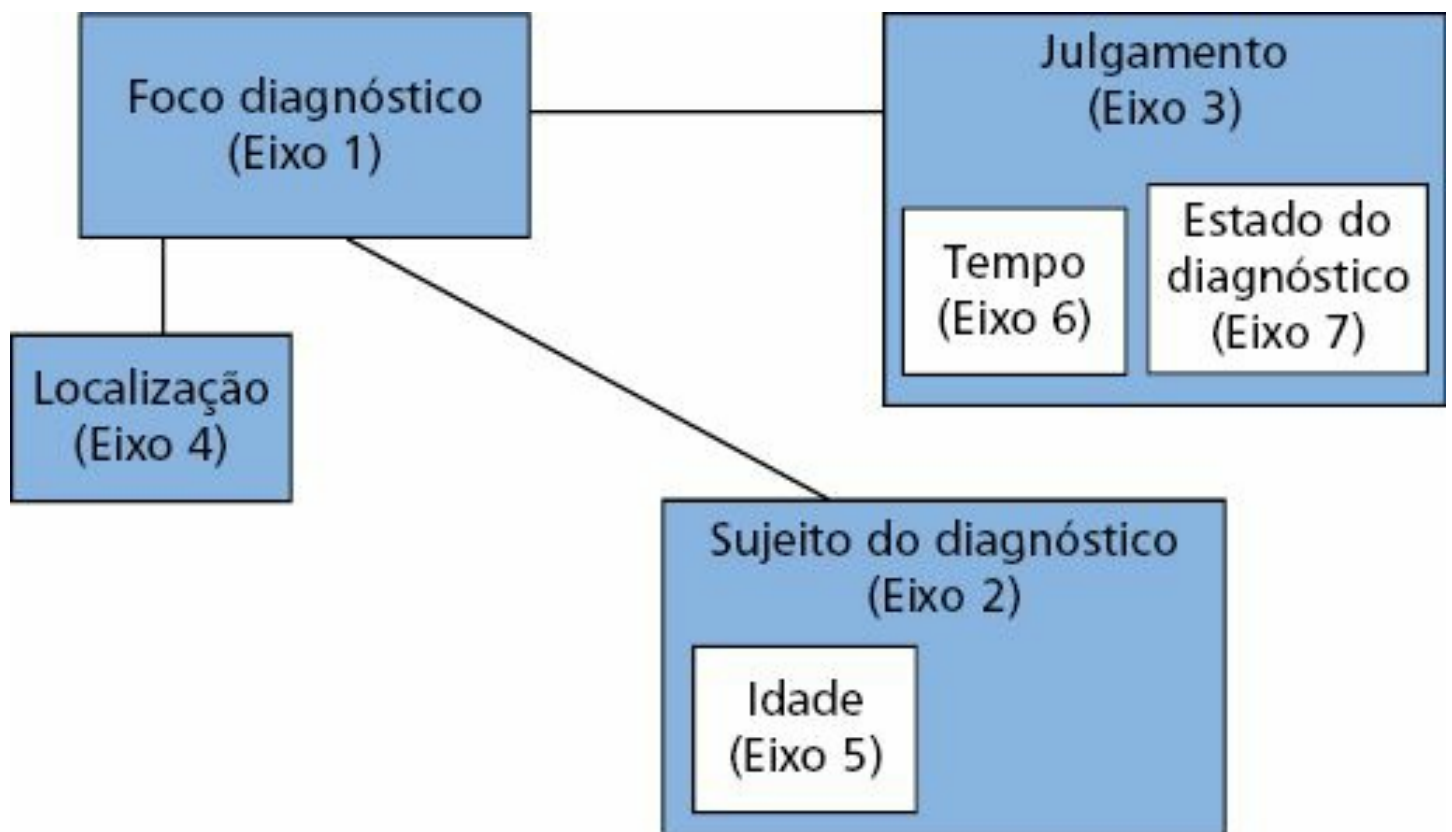 Foco diagnóstico
(Eixo 1)
Julgamento
(Eixo 3)
Tempo
(Eixo 6)
Estado do
diagnóstico
(Eixo 7)
Localização
(Eixo 4)
Sujeito do diagnóstico
(Eixo 2)
Idade
(Eixo 5)